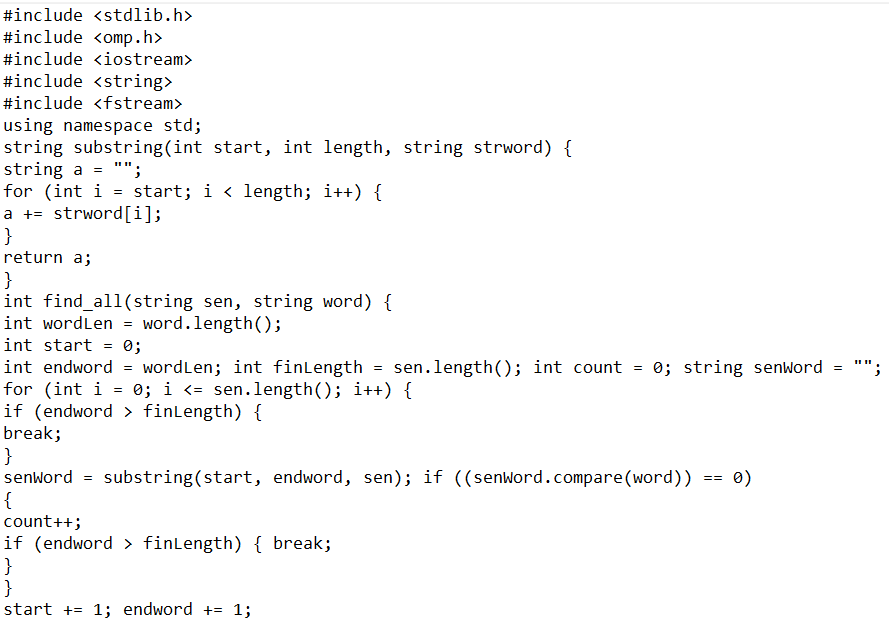 #include <stdlib.h>
#include <omp.h>
#include <iostream>
#include <string>
#include <fstream>
using namespace std;
string substring(int start, int length, string strword) {
string a = "";
for (int i = start; i < length; i++) {
a += strword[i];
}
return a;
}
int find_all(string sen, string word) {
int wordLen = word.length();
int start = 0;
int endword = wordLen; int finLength = sen.length(); int count = 0; string senWord = "";
for (int i = 0; i <= sen.length(); i++) {
if (endword > finLength) {
break;
}
senWord = substring(start, endword, sen); if ((senWord.compare(word)) == 0)
{
count++;
if (endword > finLength) { break;
}
}
start += 1; endword += 1;